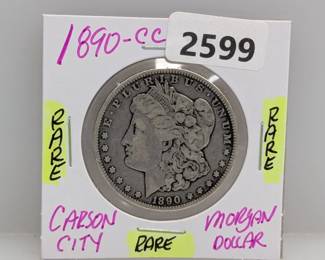 1890-CC
2599
RARE
RARE
E·PLURIBUS·UNUM
1890
CARSON
CITY
RARE
MORGAN
DOLLAR